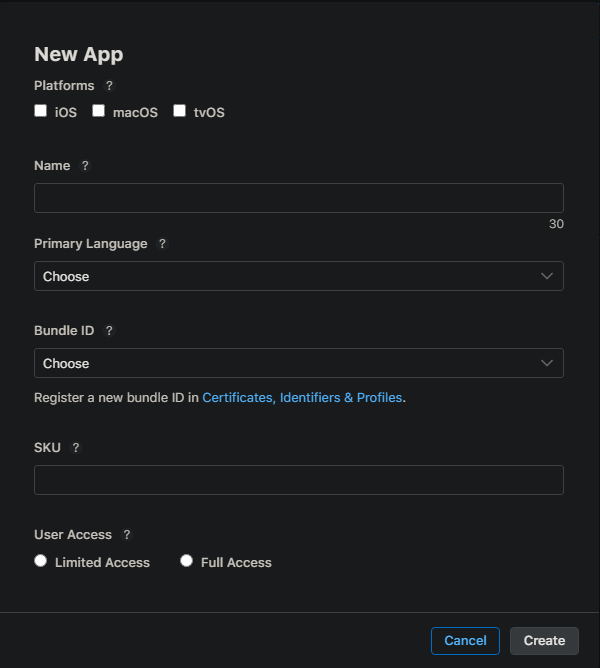 New App
Platforms ?
iOS macOS tvOS
Name ?
30
Primary Language ?
Choose
Bundle ID ?
Choose
Register a new bundle ID in Certificates, Identifiers & Profiles.
SKU ?
User Access ?
Limited Access Full Access
Cancel Create